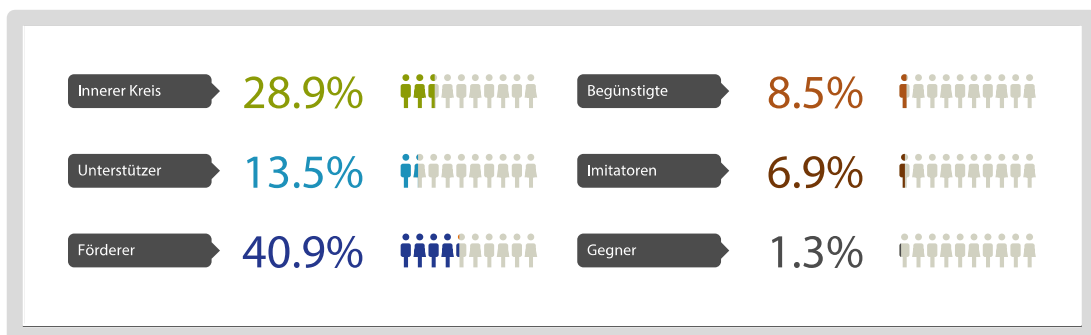 Innerer Kreis 28.9%
Unterstützer 13.5%
Förderer 40.9%
Begünstigte 8.5%
Imitatoren 6.9%
Gegner 1.3%